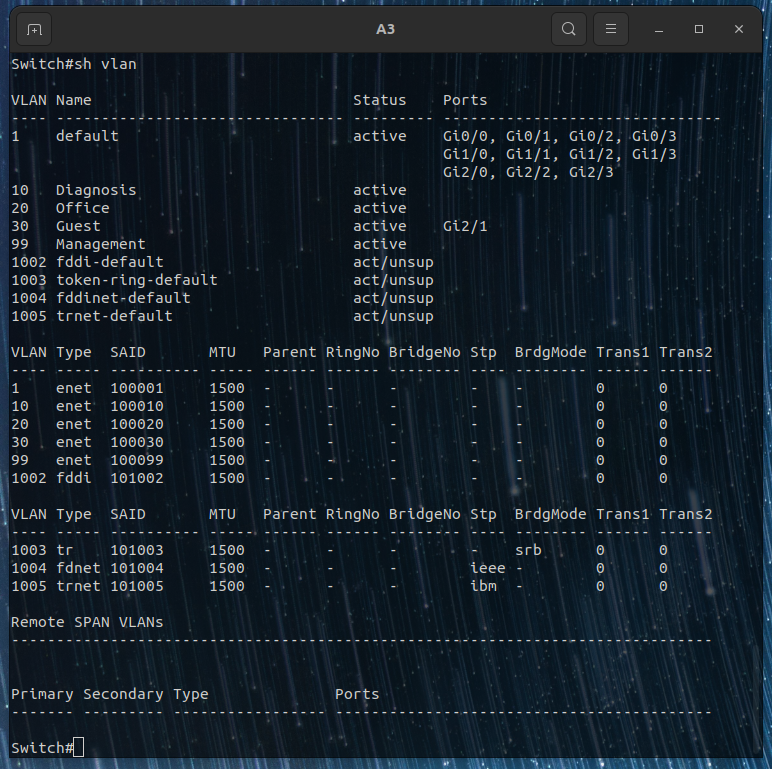 A3
Switch#sh vlan
VLAN Name                             Status    Ports
---- -------------------------------- --------- -------------------------------
1    default                          active    Gi0/0, Gi0/1, Gi0/2, Gi0/3
                                                Gi1/0, Gi1/1, Gi1/2, Gi1/3
                                                Gi2/0, Gi2/2, Gi2/3
10   Diagnosis                        active
20   Office                           active
30   Guest                            active    Gi2/1
99   Management                       active
1002 fddi-default                     act/unsup
1003 token-ring-default               act/unsup
1004 fddinet-default                  act/unsup
1005 trnet-default                    act/unsup
VLAN Type  SAID       MTU   Parent RingNo BridgeNo Stp  BrdgMode Trans1 Trans2
---- ----- ---------- ----- ------ ------ -------- ---- -------- ------ ------
1    enet  100001     1500  -      -      -        -    -        0      0
10   enet  100010     1500  -      -      -        -    -        0      0
20   enet  100020     1500  -      -      -        -    -        0      0
30   enet  100030     1500  -      -      -        -    -        0      0
99   enet  100099     1500  -      -      -        -    -        0      0
1002 fddi  101002     1500  -      -      -        -    -        0      0
VLAN Type  SAID       MTU   Parent RingNo BridgeNo Stp  BrdgMode Trans1 Trans2
---- ----- ---------- ----- ------ ------ -------- ---- -------- ------ ------
1003 tr    101003     1500  -      -      -        -    srb      0      0
1004 fdnet 101004     1500  -      -      -        ieee -        0      0
1005 trnet 101005     1500  -      -      -        ibm  -        0      0
Remote SPAN VLANs
------------------------------------------------------------------------------
Primary Secondary Type              Ports
------- --------- ----------------- ------------------------------------------
Switch#